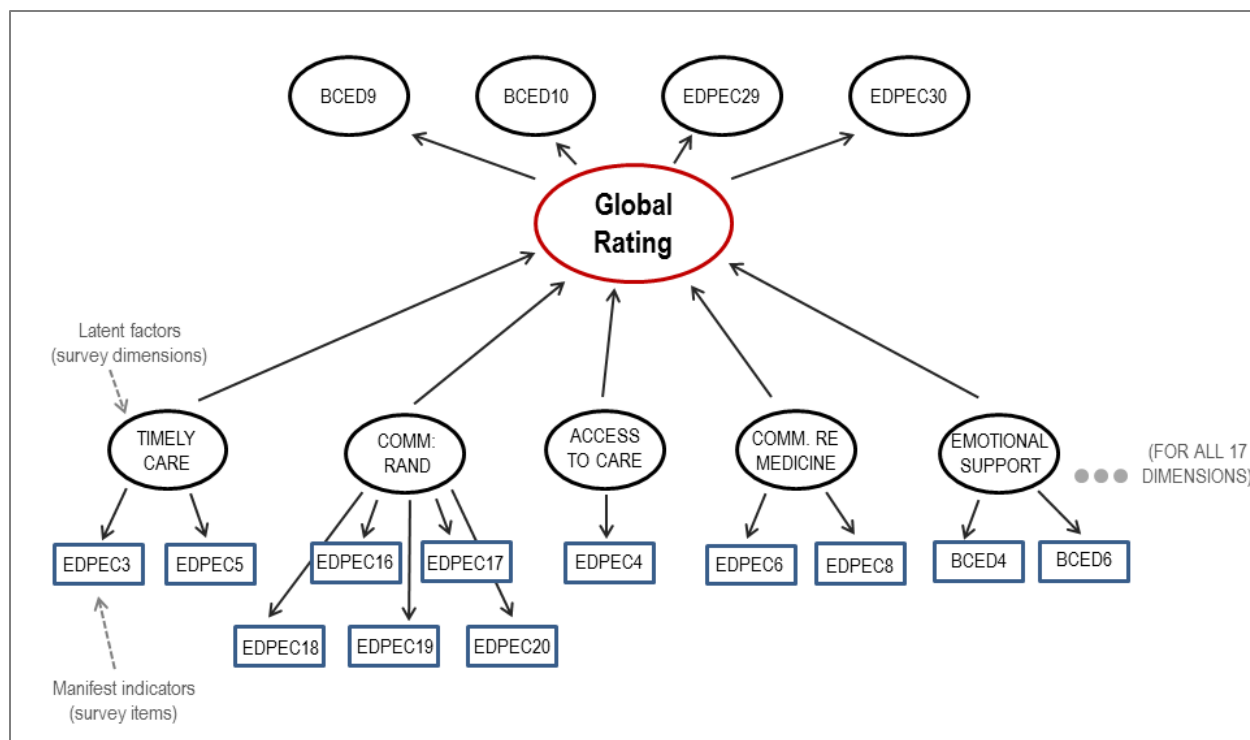 BCED9
BCED10
EDPEC29
EDPEC30
Global
Rating
Latent factors
(survey dimensions)
TIMELY
CARE
COMM:
RAND
ACCESS
TO CARE
COMM. RE
MEDICINE
EMOTIONAL
SUPPORT
(FOR ALL 17
DIMENSIONS)
EDPEC3
EDPEC5
EDPEC16
EDPEC17
EDPEC4
EDPEC6
EDPEC8
BCED4
BCED6
EDPEC18
EDPEC19
EDPEC20
Manifest indicators
(survey items)